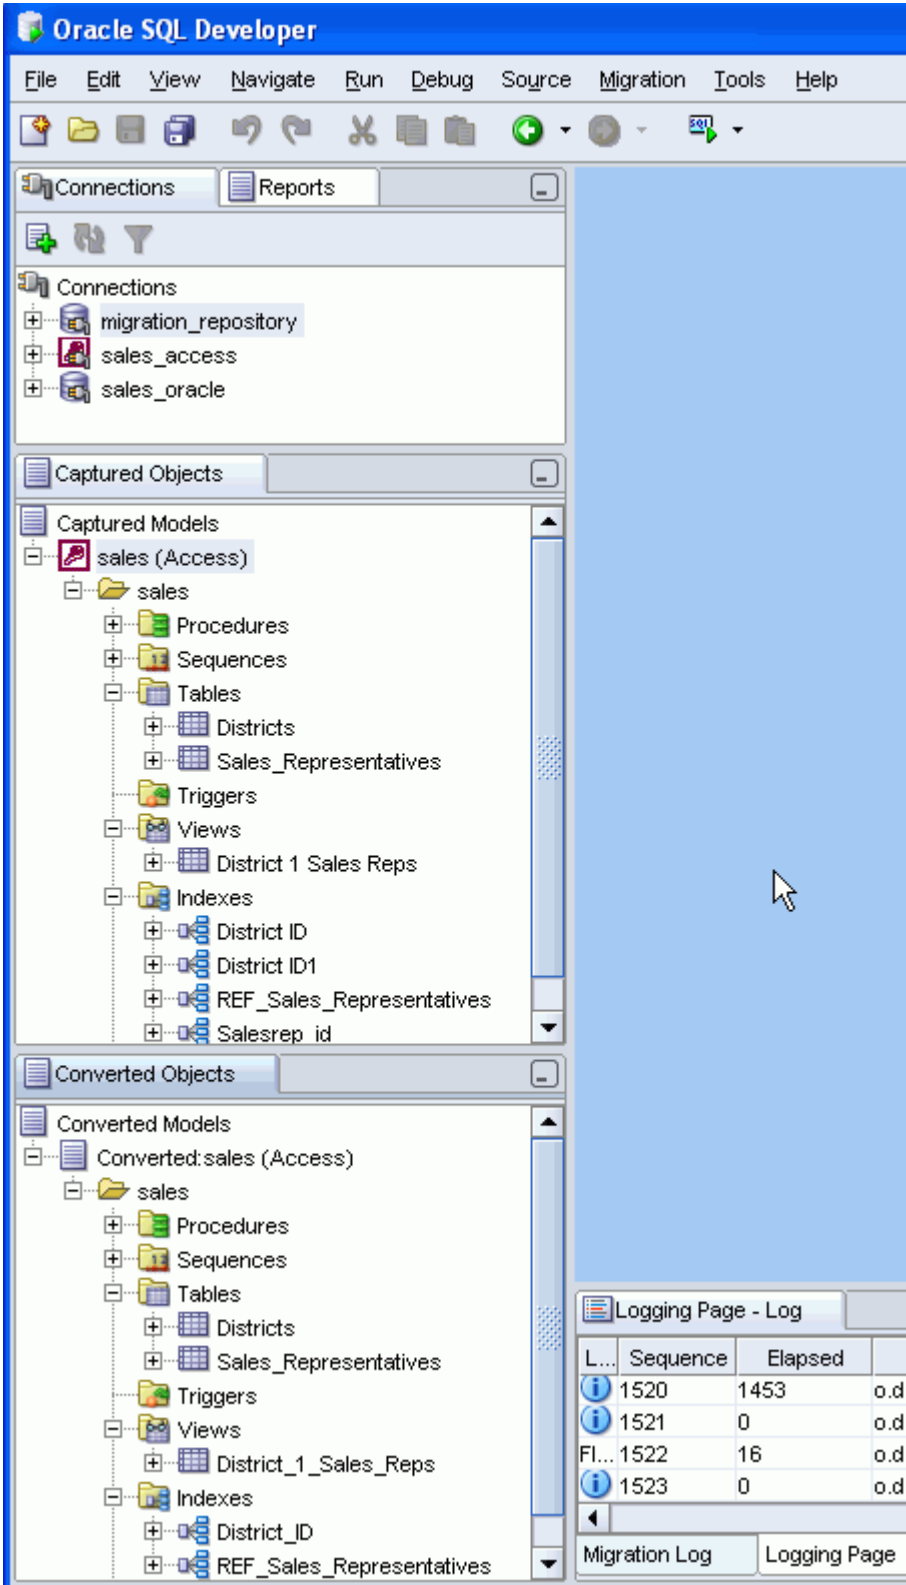 Oracle SQL Developer
File Edit View Navigate Run Debug Source Migration Tools Help
SQL
Connections Reports
Connections
migration_repository
sales_access
sales_oracle
Captured Objects
Captured Models
sales (Access)
sales
Procedures
Sequences
Tables
Districts
Sales_Representatives
Triggers
Views
District 1 Sales Reps
Indexes
District ID
District ID1
REF_Sales_Representatives
Salesrep_id
Converted Objects
Converted Models
Converted:sales (Access)
sales
Procedures
Sequences
Tables
Districts
Sales_Representatives
Triggers
Views
District_1_Sales_Reps
Indexes
District_ID
REF_Sales_Representatives
Logging Page - Log
L... Sequence Elapsed
1520 1453 o.d
1521 0 o.d
FI... 1522 16 o.d
1523 0 o.d
Migration Log Logging Page